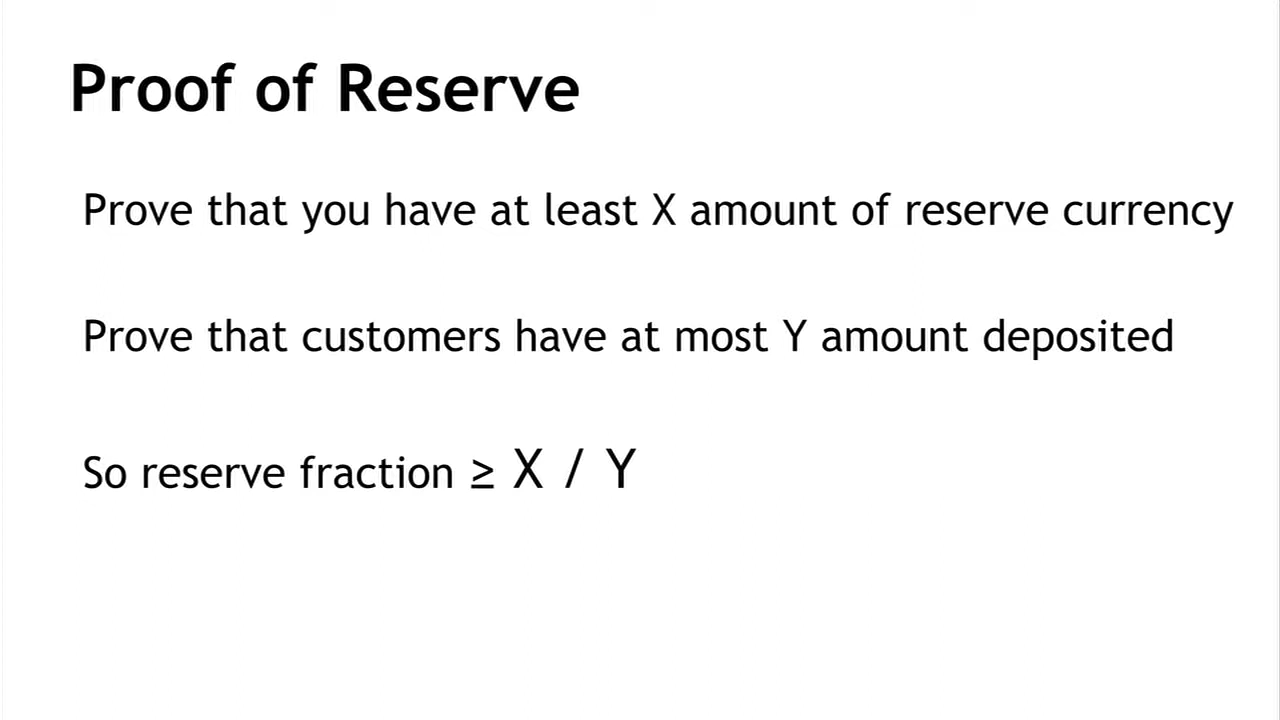 Proof of Reserve
Prove that you have at least X amount of reserve currency
Prove that customers have at most Y amount deposited
So reserve fraction ≥ X / Y